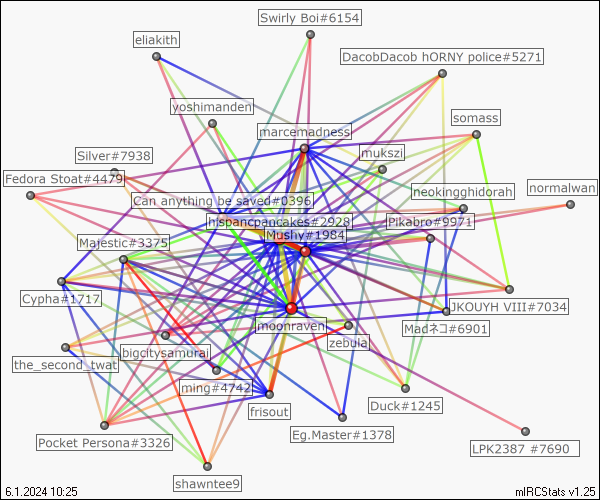 Swirly Boi#6154
eliakith
DacobDacob hORNY police#5271
yoshimanden
somass
marcemadness
mukszi
Silver#7938
Fedora Stoat#4479
neokingghidorah
normalwan
Can anything be saved#0396
hispancpancakes#2928
Pikabro#9971
Mushy#1984
Majestic#3375
Cypha#1717
JKOUYH VIII#7034
moonraven
Madネコ#6901
zebula
bigcitysamurai
the_second_twat
ming#4742
frisout
Duck#1245
Eg.Master#1378
Pocket Persona#3326
LPK2387 #7690
shawntee9
6.1.2024 10:25
mIRCStats v1.25